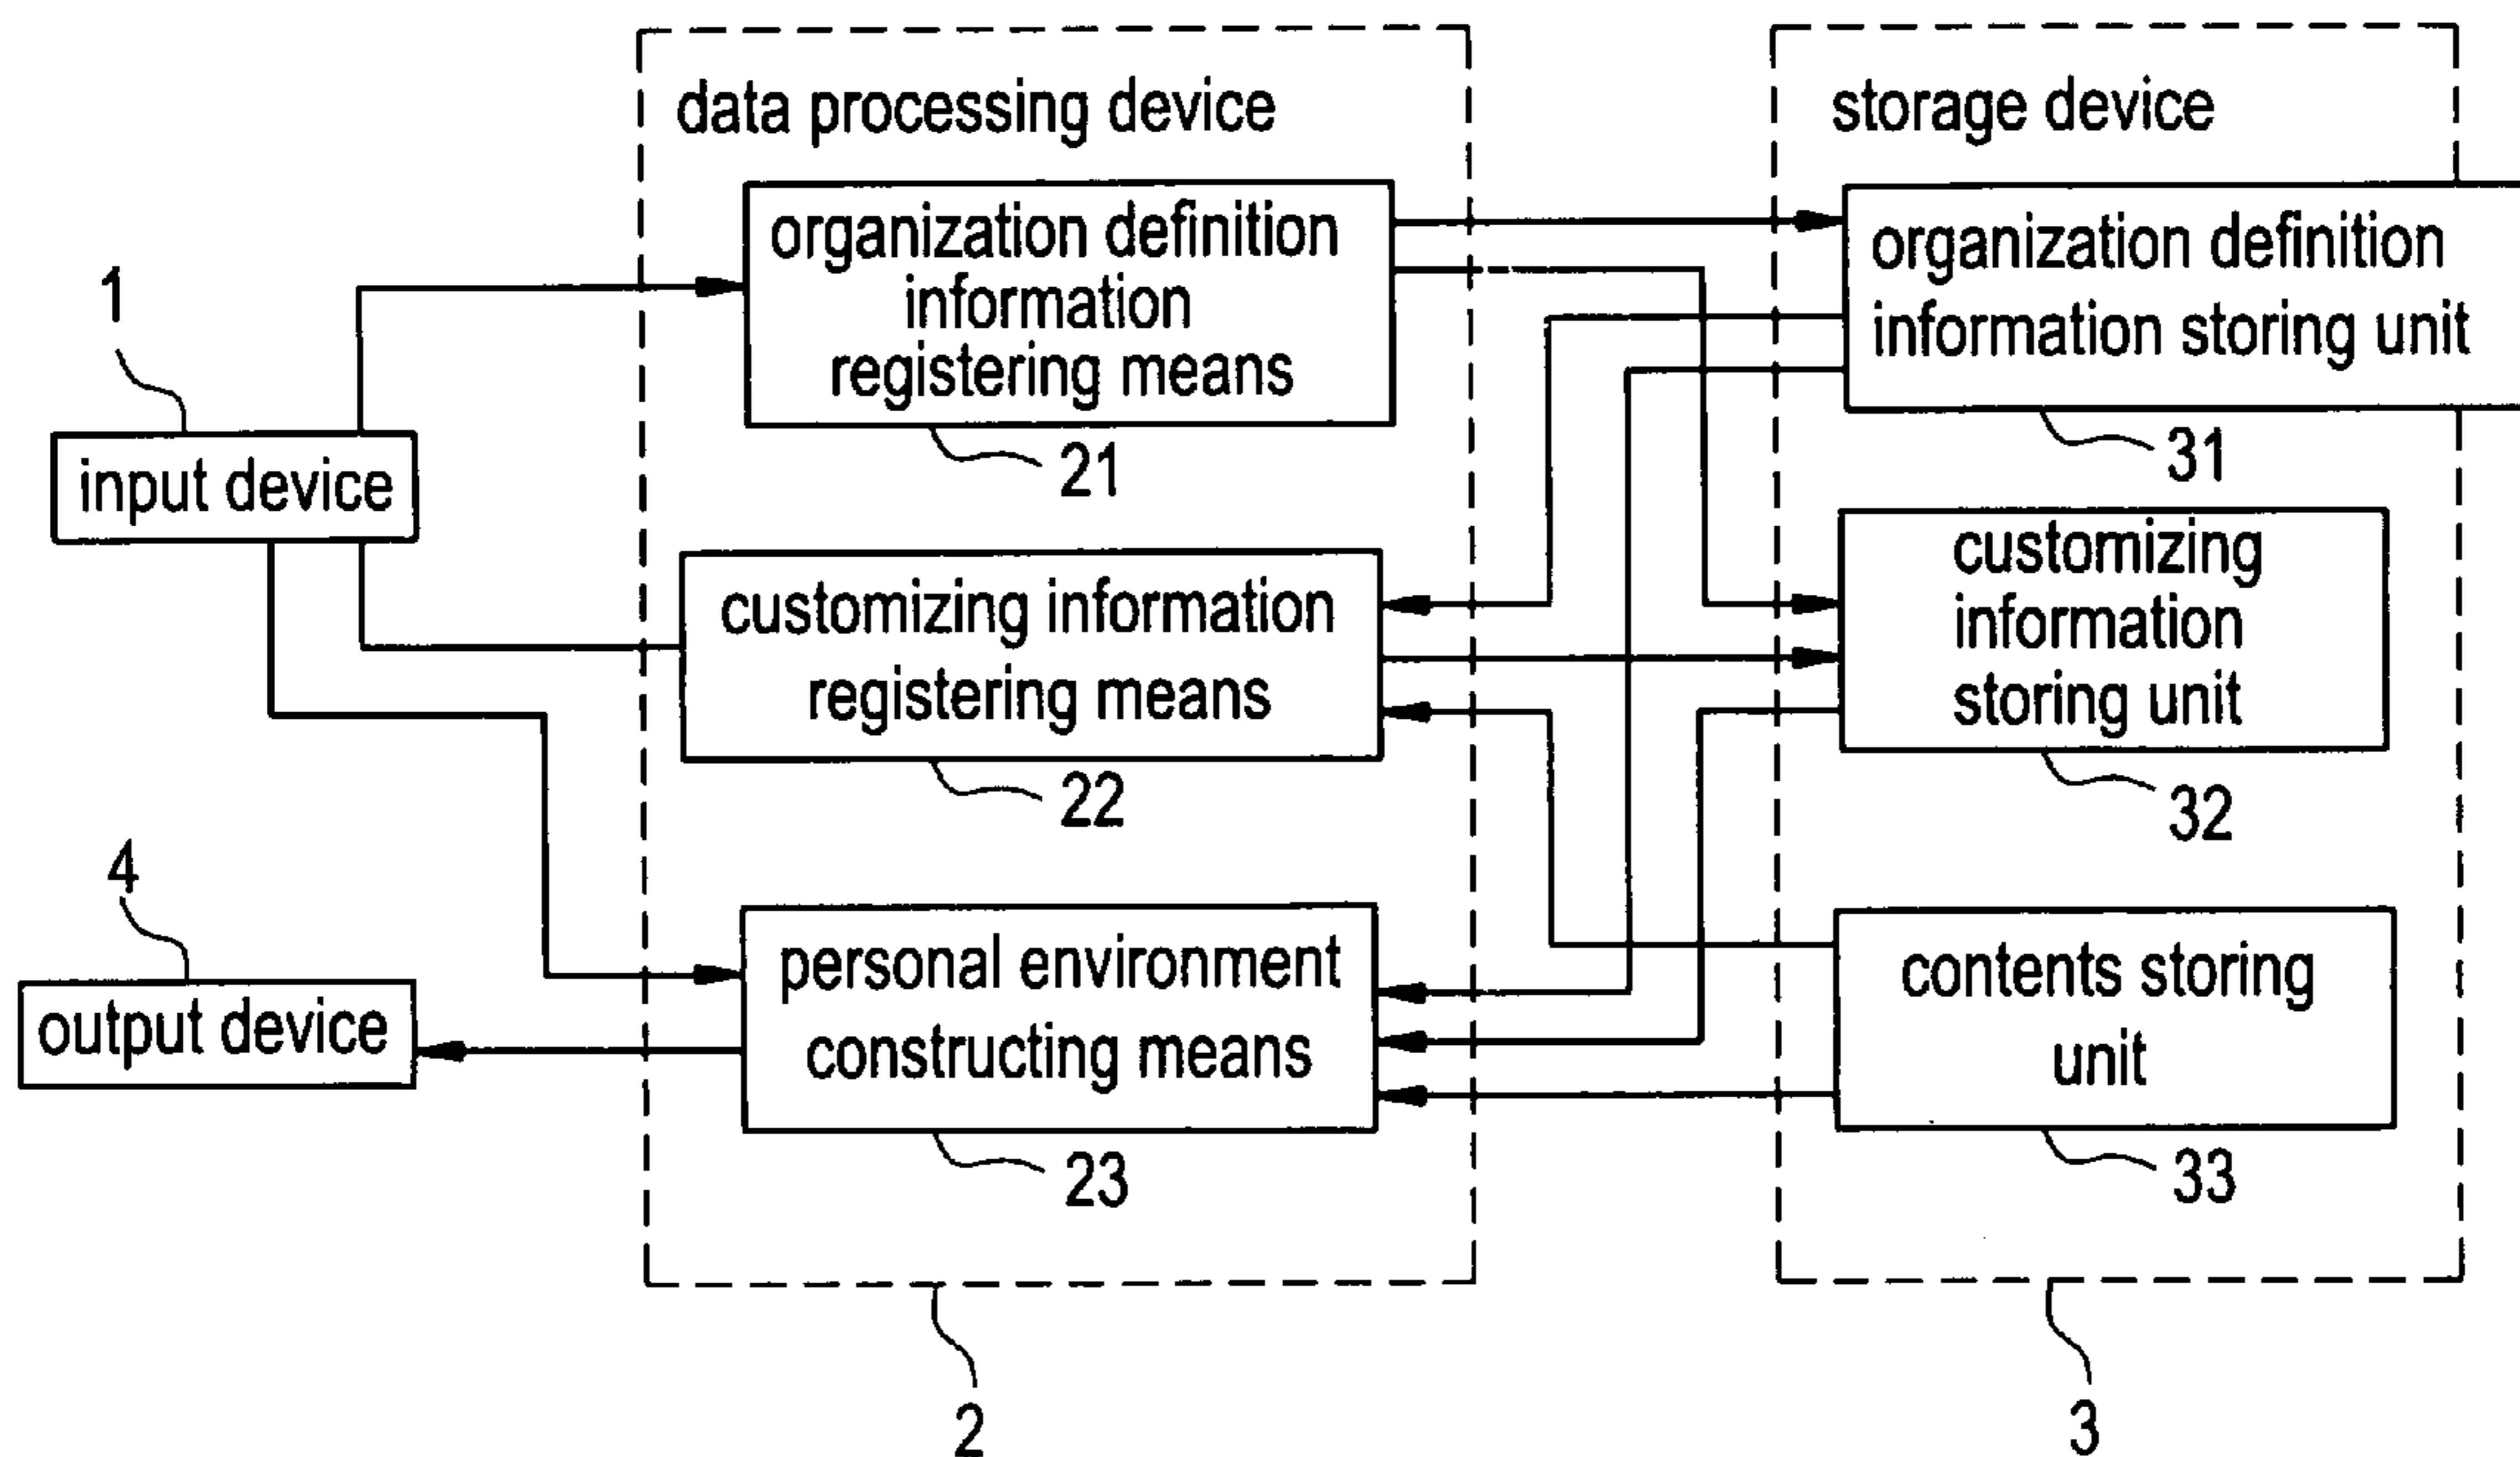 data processing device
storage device
organization definition
information
registering means
21
organization definition
information storing unit
31
1
input device
customizing information
registering means
22
customizing
information
storing unit
32
4
output device
personal environment
constructing means
23
contents storing
unit
33
2
3